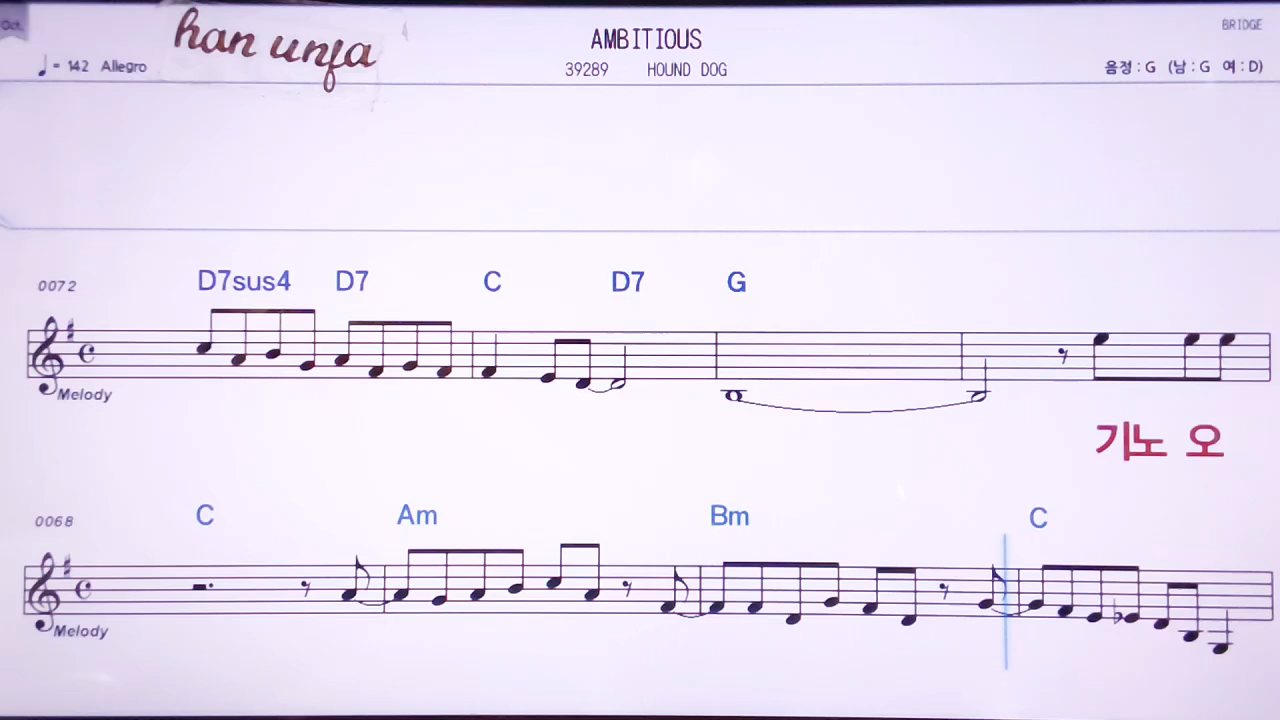 Oct.
han unfa
AMBITIOUS
BRIDGE
♩= 142 Allegro
39289 HOUND DOG
음정 : G (남 : G 여 : D)
0072
D7sus4 D7 C D7 G
Melody
기노 오
0068
C Am Bm C
Melody